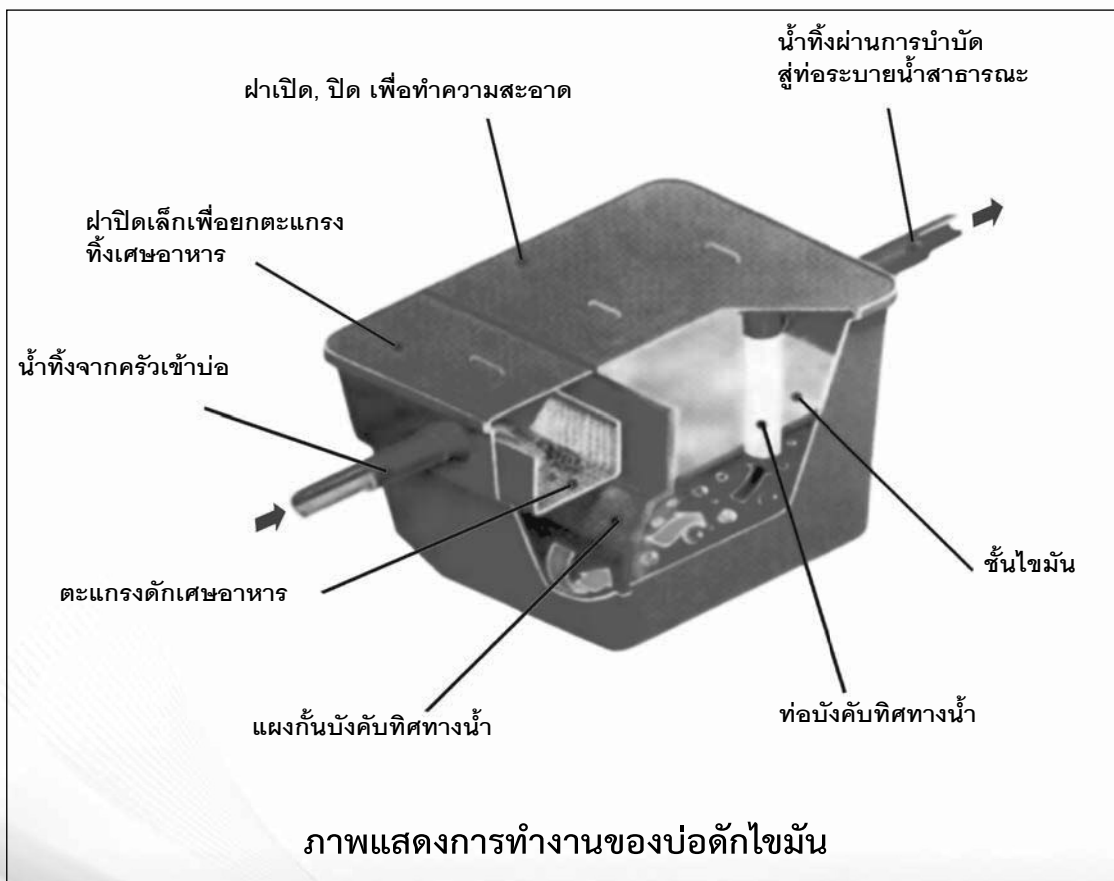 น้ำทิ้งผ่านการบำบัด
สู่ท่อระบายน้ำสาธารณะ
ฝาเปิด, ปิด เพื่อทำความสะอาด
ฝาปิดเล็กเพื่อยกตะแกรง
ทิ้งเศษอาหาร
น้ำทิ้งจากครัวเข้าบ่อ
ชั้นไขมัน
ตะแกรงดักเศษอาหาร
ท่อบังคับทิศทางน้ำ
แผงกั้นบังคับทิศทางน้ำ
ภาพแสดงการทำงานของบ่อดักไขมัน